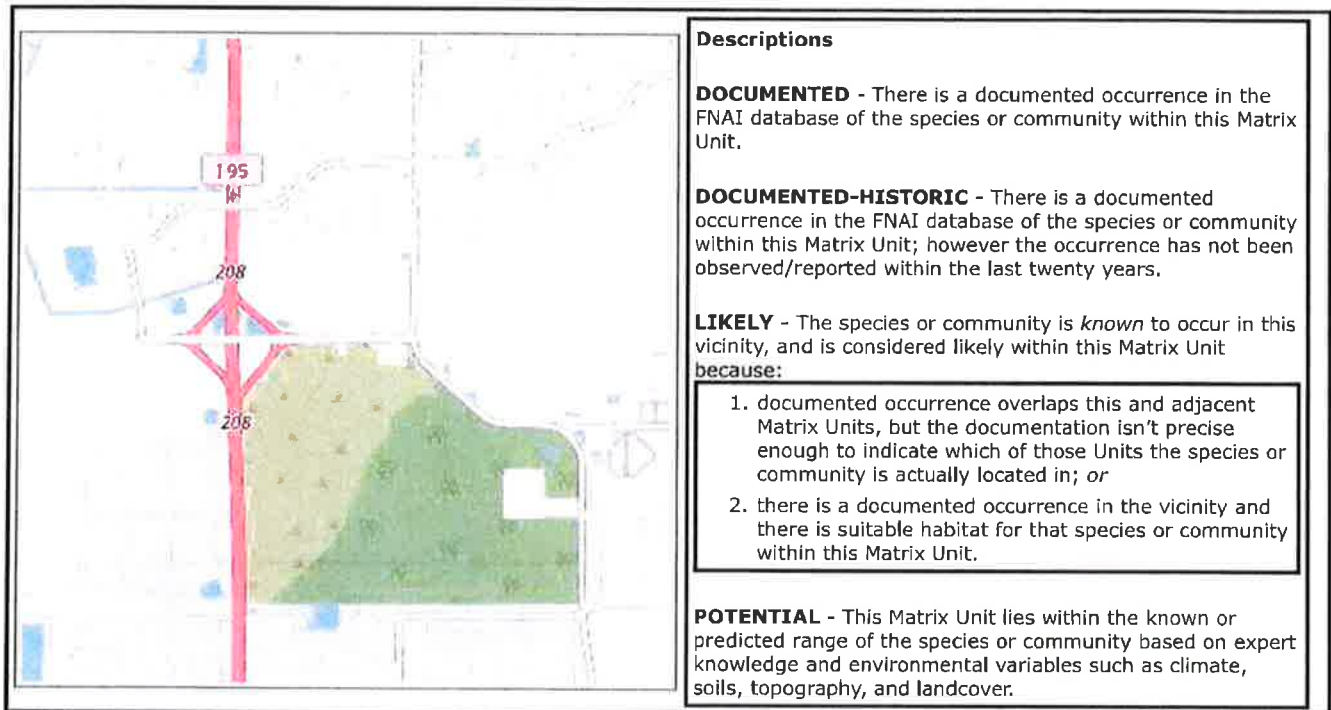 195
208
208
Descriptions
DOCUMENTED - There is a documented occurrence in the
FNAI database of the species or community within this Matrix
Unit.
DOCUMENTED-HISTORIC - There is a documented
occurrence in the FNAI database of the species or community
within this Matrix Unit; however the occurrence has not been
observed/reported within the last twenty years.
LIKELY - The species or community is known to occur in this
vicinity, and is considered likely within this Matrix Unit
because:
1. documented occurrence overlaps this and adjacent
Matrix Units, but the documentation isn't precise
enough to indicate which of those Units the species or
community is actually located in; or
2. there is a documented occurrence in the vicinity and
there is suitable habitat for that species or community
within this Matrix Unit.
POTENTIAL - This Matrix Unit lies within the known or
predicted range of the species or community based on expert
knowledge and environmental variables such as climate,
soils, topography, and landcover.